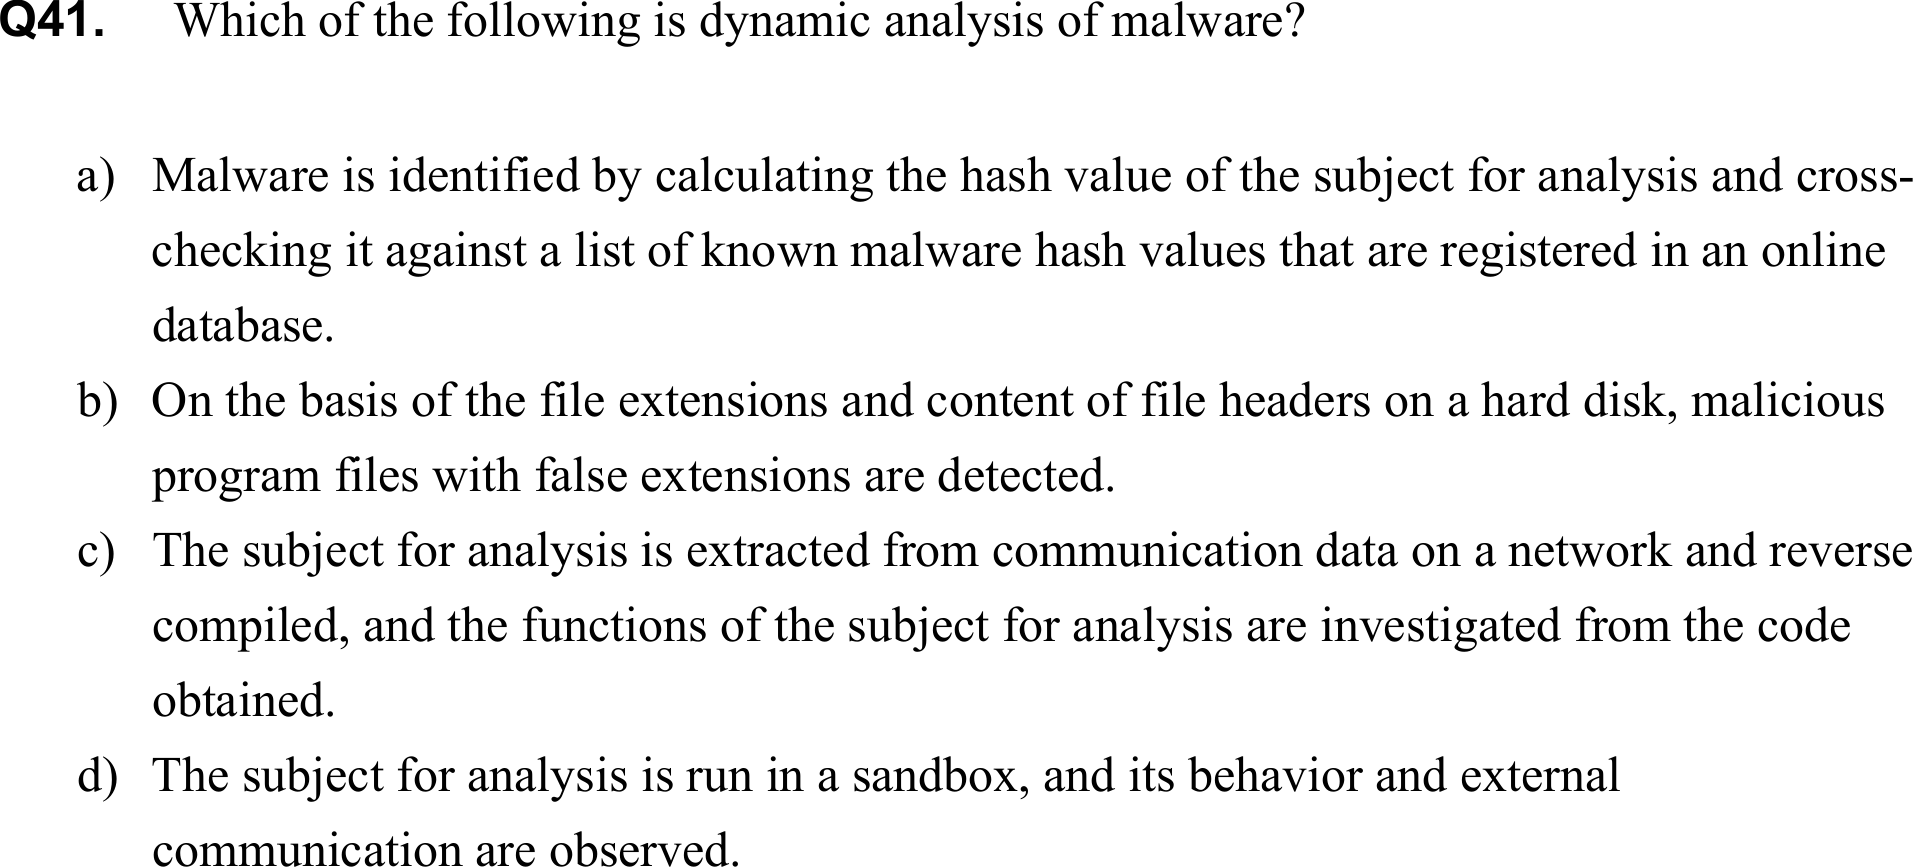 Q41. Which of the following is dynamic analysis of malware?
a) Malware is identified by calculating the hash value of the subject for analysis and cross-
checking it against a list of known malware hash values that are registered in an online
database.
b) On the basis of the file extensions and content of file headers on a hard disk, malicious
program files with false extensions are detected.
c) The subject for analysis is extracted from communication data on a network and reverse
compiled, and the functions of the subject for analysis are investigated from the code
obtained.
d) The subject for analysis is run in a sandbox, and its behavior and external
communication are observed.